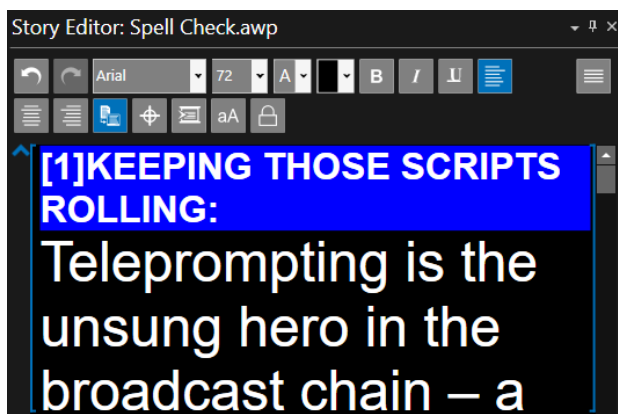 Story Editor: Spell Check.awp
Arial 72 A B I U
aA
[1]KEEPING THOSE SCRIPTS
ROLLING:
Teleprompting is the
unsung hero in the
broadcast chain – a